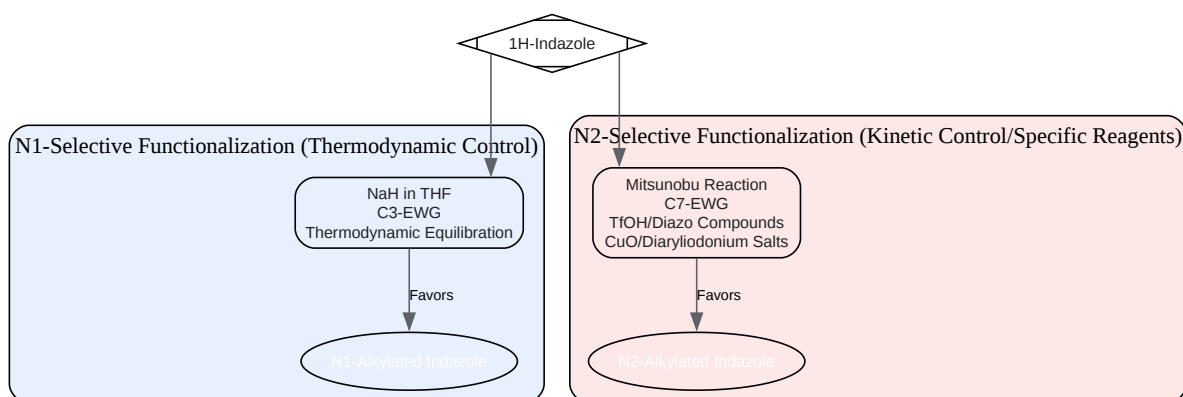 1H-Indazole
N1-Selective Functionalization (Thermodynamic Control)
NaH in THF
C3-EWG
Thermodynamic Equilibration
Favors
N1-Alkylated Indazole
N2-Selective Functionalization (Kinetic Control/Specific Reagents)
Mitsunobu Reaction
C7-EWG
TfOH/Diazo Compounds
CuO/Diaryliodonium Salts
Favors
N2-Alkylated Indazole